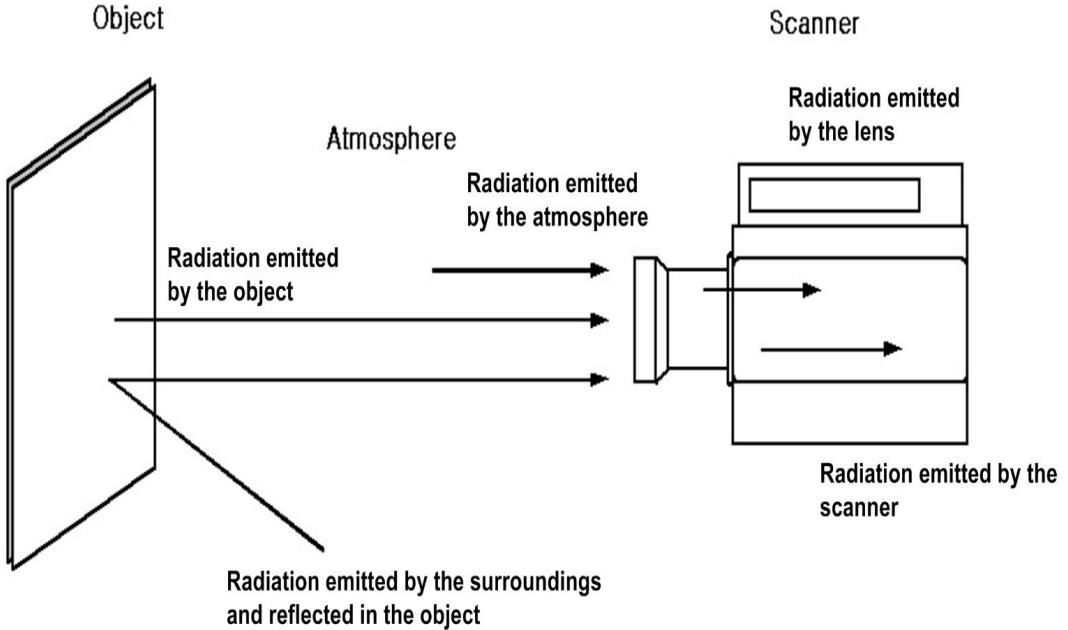 Object
Scanner
Radiation emitted
by the lens
Atmosphere
Radiation emitted
by the atmosphere
Radiation emitted
by the object
Radiation emitted by the
scanner
Radiation emitted by the surroundings
and reflected in the object